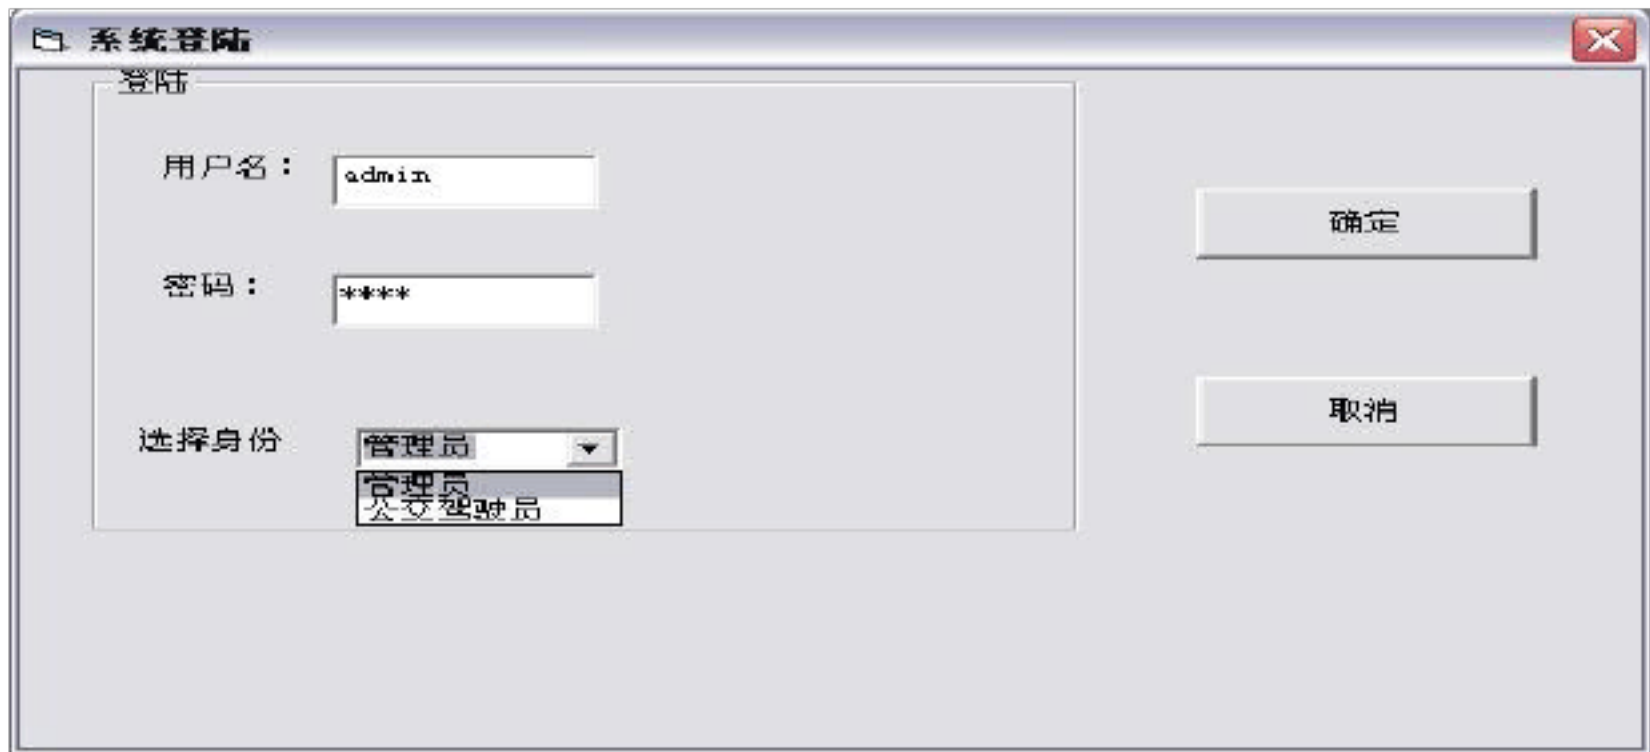 系统登陆
登陆
用户名：
admin
密码：
****
选择身份
管理员
管理员
公交驾驶员
确定
取消